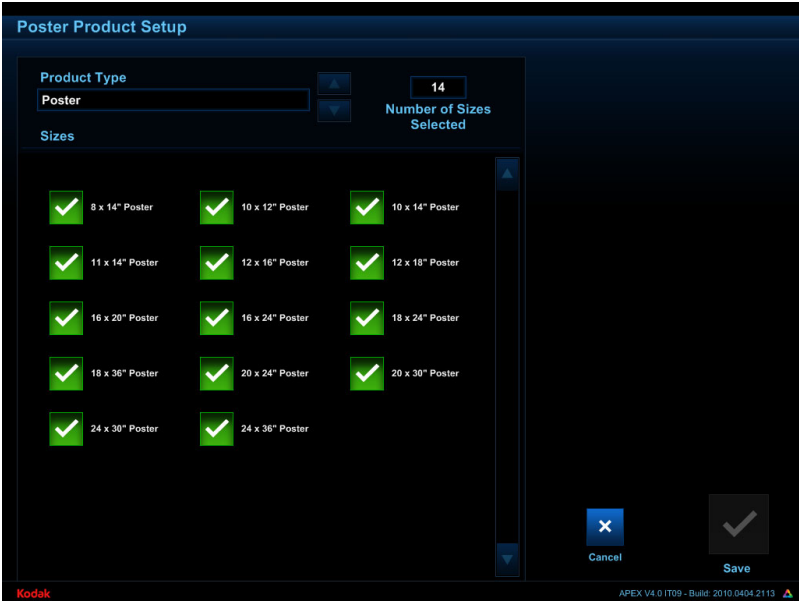 Poster Product Setup
Product Type
Poster
14
Number of Sizes
Selected
Sizes
8 x 14" Poster
10 x 12" Poster
10 x 14" Poster
11 x 14" Poster
12 x 16" Poster
12 x 18" Poster
16 x 20" Poster
16 x 24" Poster
18 x 24" Poster
18 x 36" Poster
20 x 24" Poster
20 x 30" Poster
24 x 30" Poster
24 x 36" Poster
Cancel
Save
Kodak
APEX V4.0 IT09 - Build: 2010.0404.2113